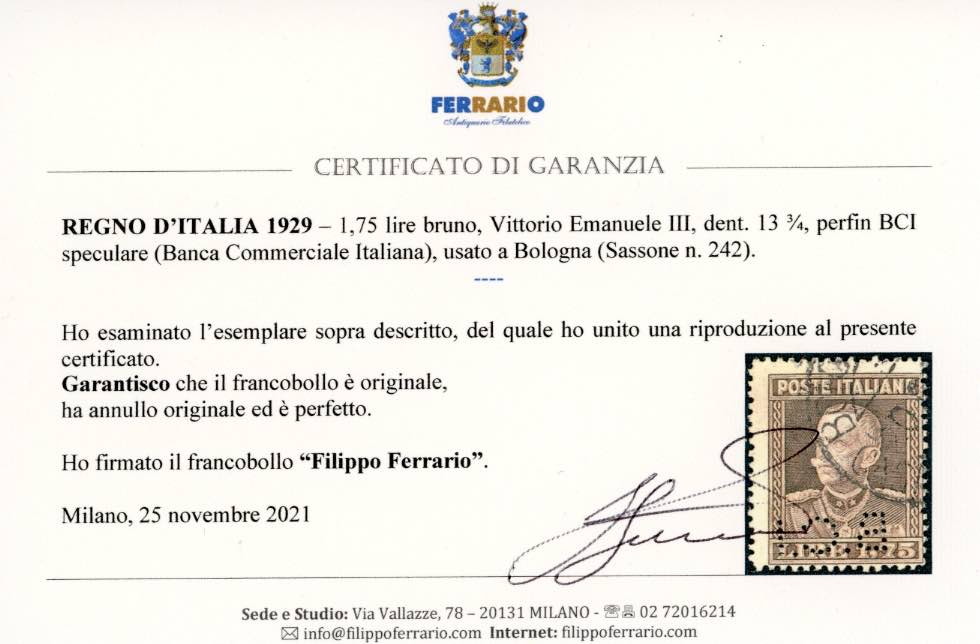 FERRARIO
Antiquario Filatelico
CERTIFICATO DI GARANZIA
REGNO D'ITALIA 1929 – 1,75 lire bruno, Vittorio Emanuele III, dent. 13 ¾, perfin BCI
speculare (Banca Commerciale Italiana), usato a Bologna (Sassone n. 242).
----
Ho esaminato l'esemplare sopra descritto, del quale ho unito una riproduzione al presente
certificato.
Garantisco che il francobollo è originale,
ha annullo originale ed è perfetto.
Ho firmato il francobollo “Filippo Ferrario”.
Milano, 25 novembre 2021
POSTE ITALIANE
Sede e Studio: Via Vallazze, 78 – 20131 MILANO - ☎ 02 72016214
✉ info@filippoferrario.com Internet: filippoferrario.com